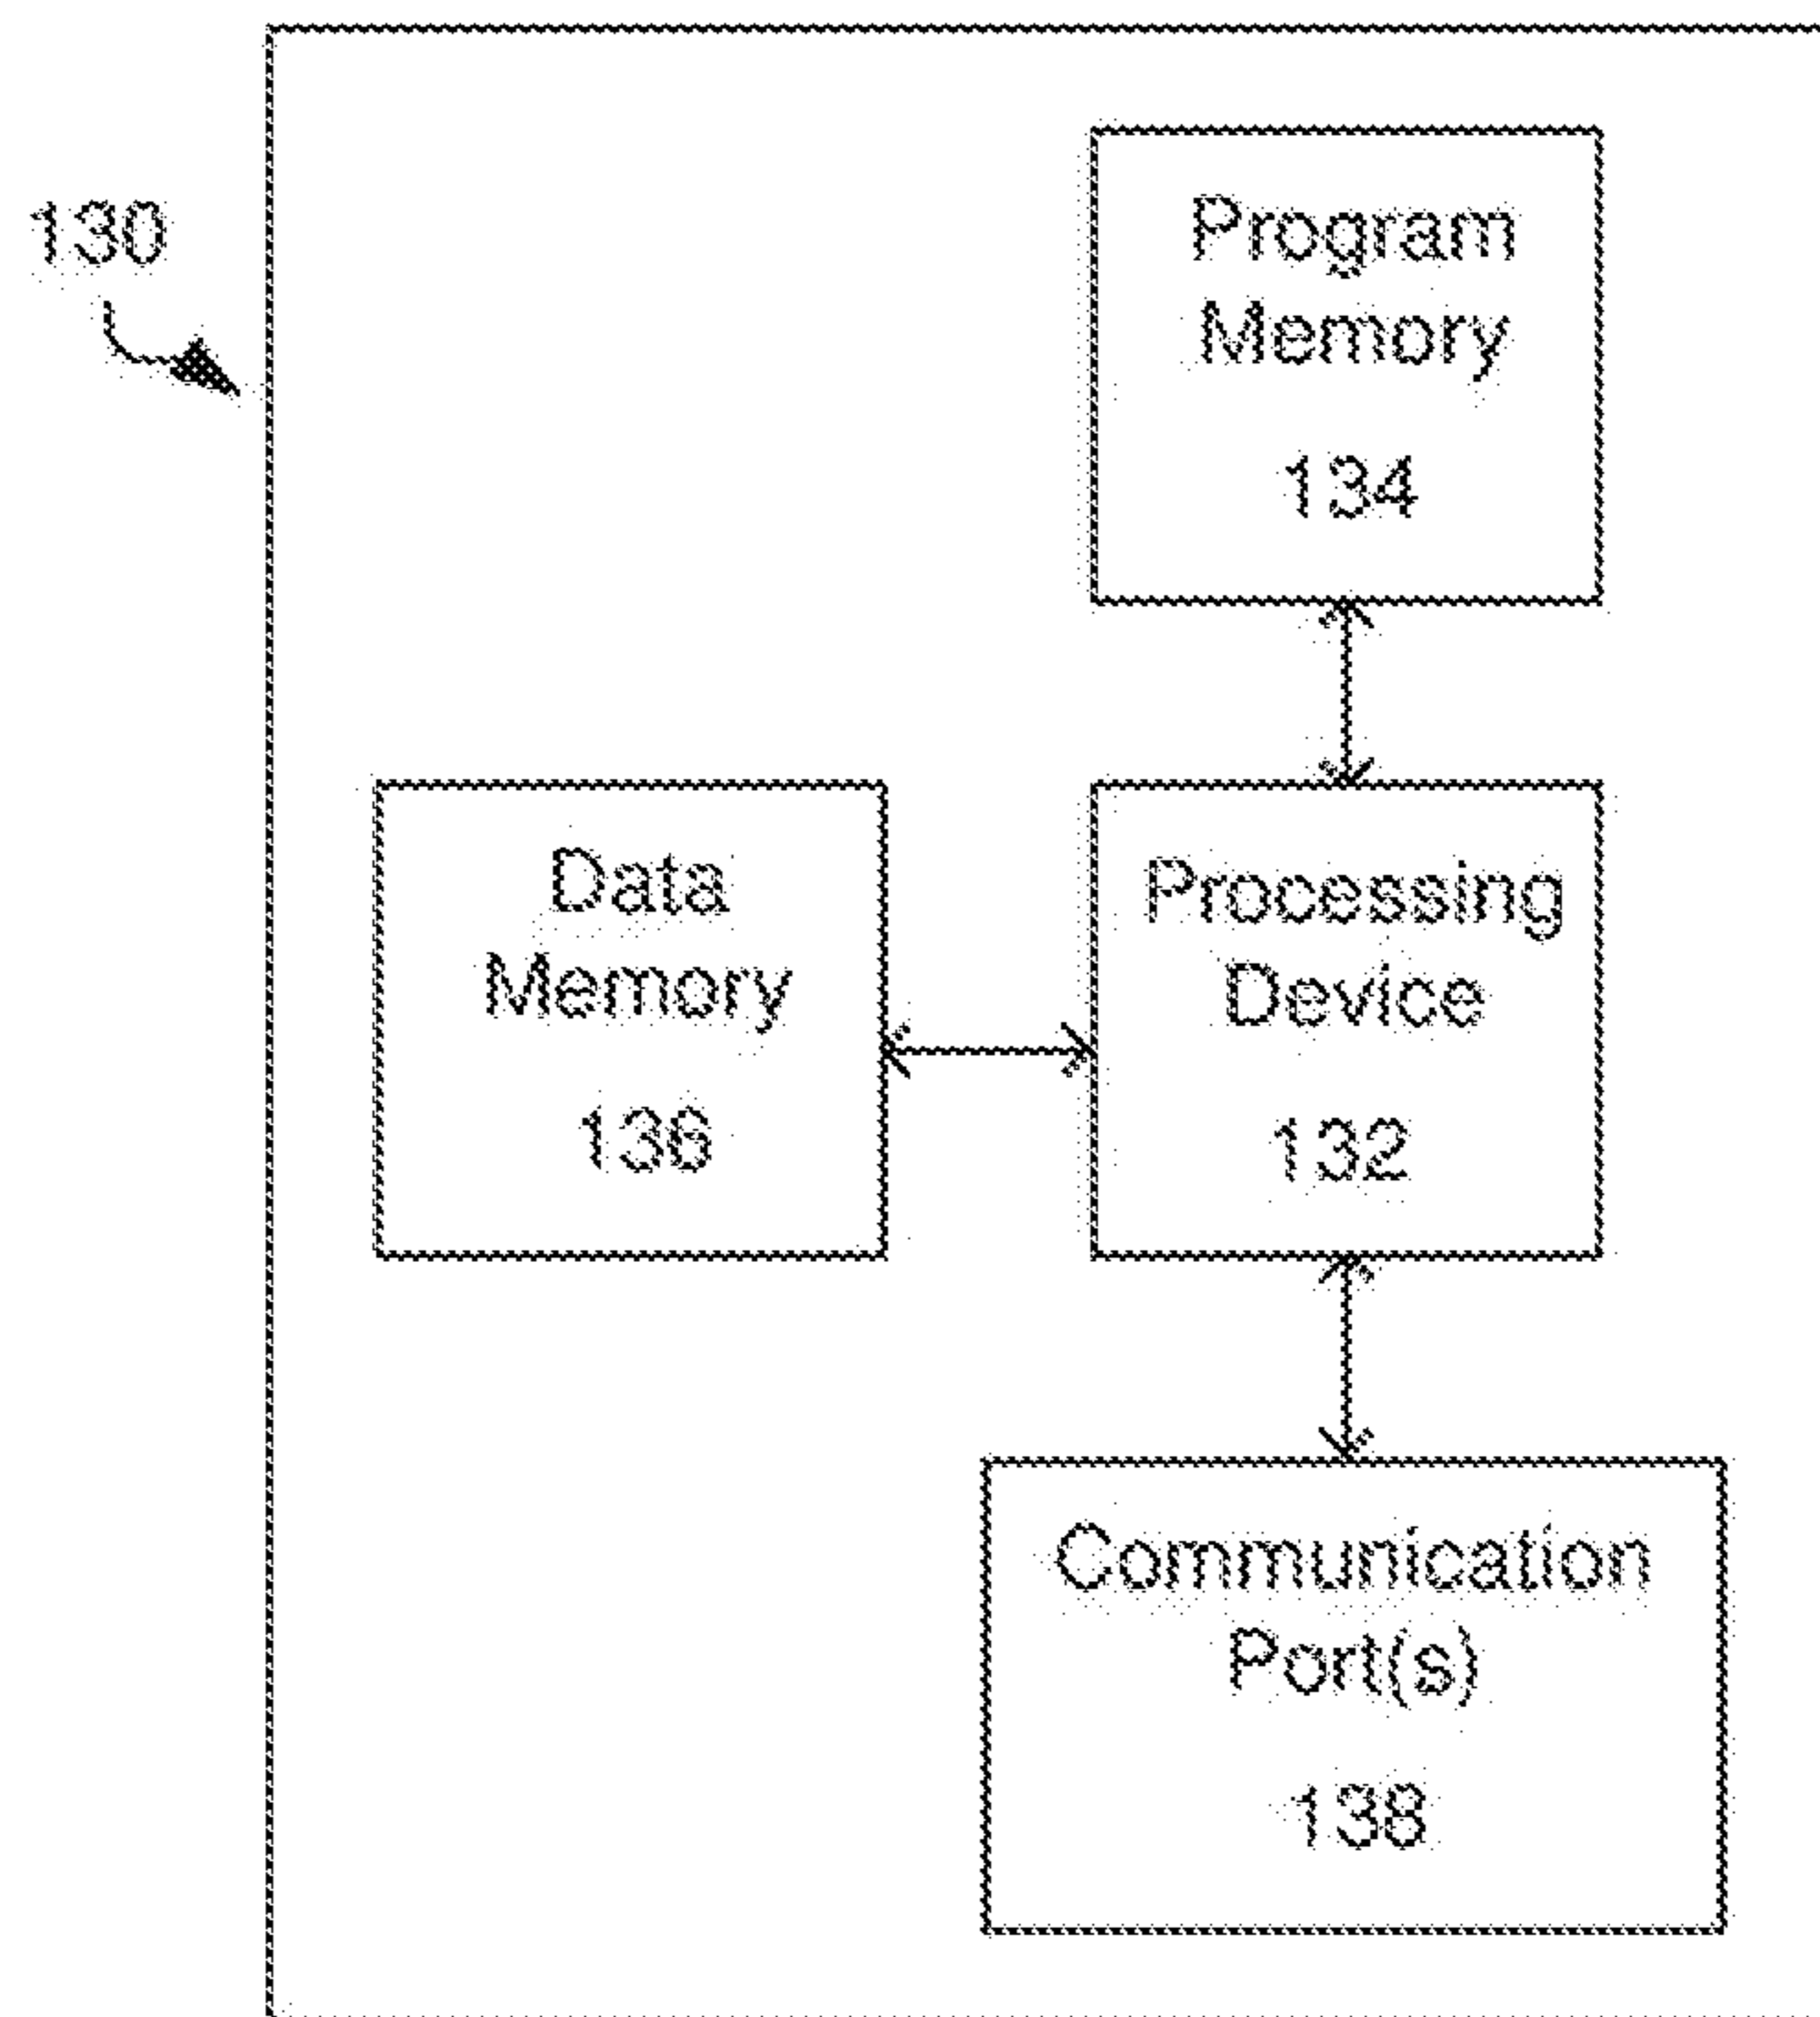 130
Program
Memory
134
Data
Memory
136
Processing
Device
132
Communication
Port(s)
138